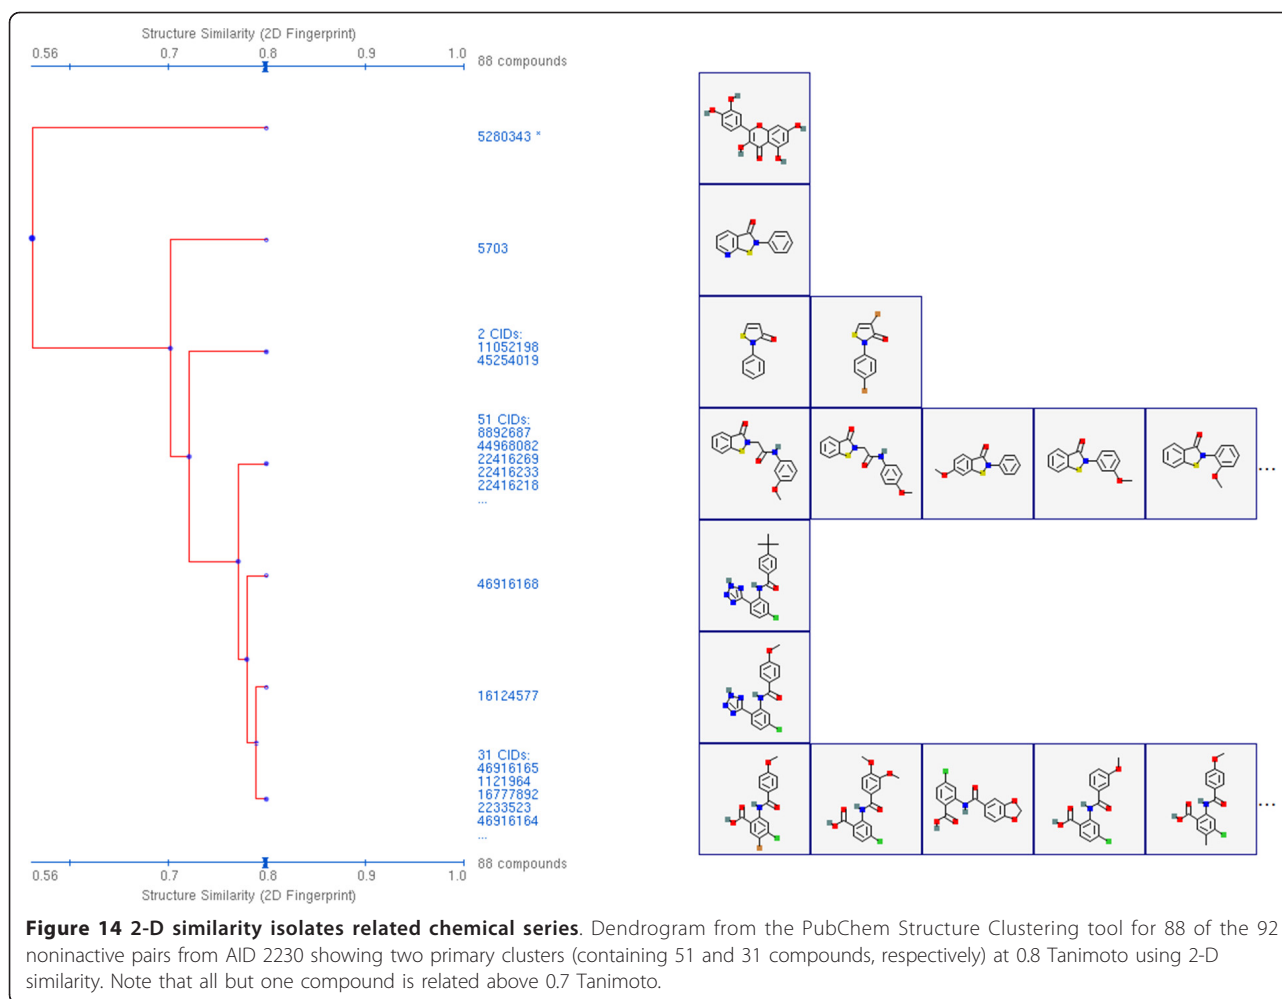 Structure Similarity (2D Fingerprint)
0.56 0.7 0.8 0.9 1.0
88 compounds
5280343 *
5703
2 CIDs:
11052198
45254019
51 CIDs:
8892687
44968082
22416269
22416233
22416218
...
...
46916168
16124577
31 CIDs:
46916165
1121964
16777892
2233523
46916164
...
...
88 compounds
0.56 0.7 0.8 0.9 1.0
Structure Similarity (2D Fingerprint)
Figure 14 2-D similarity isolates related chemical series. Dendrogram from the PubChem Structure Clustering tool for 88 of the 92
noninactive pairs from AID 2230 showing two primary clusters (containing 51 and 31 compounds, respectively) at 0.8 Tanimoto using 2-D
similarity. Note that all but one compound is related above 0.7 Tanimoto.